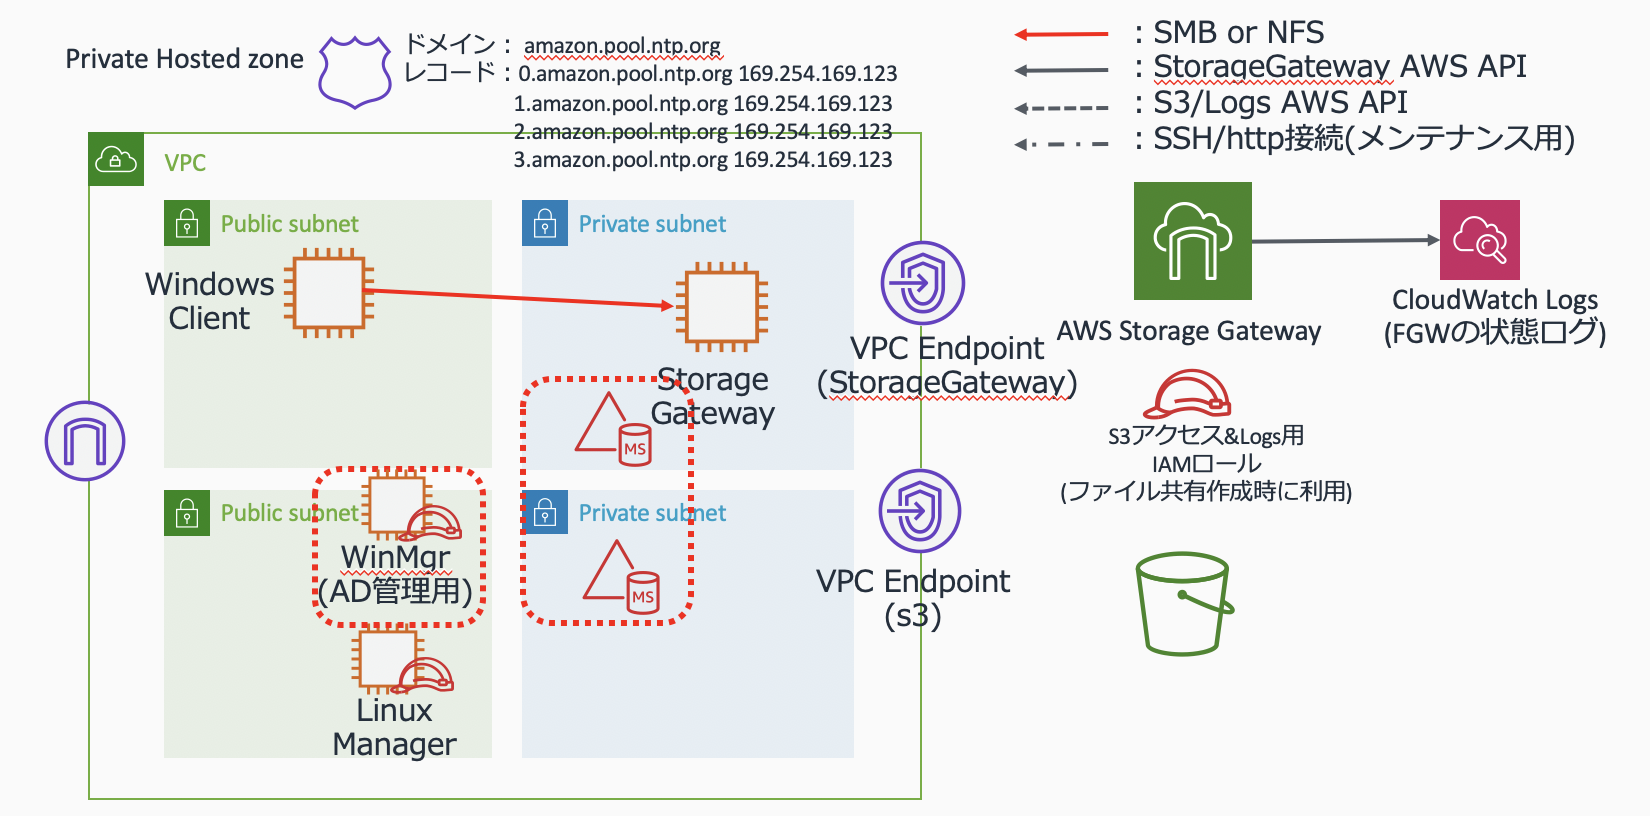 Private Hosted zone
ドメイン： amazon.pool.ntp.org
レコード：0.amazon.pool.ntp.org 169.254.169.123
1.amazon.pool.ntp.org 169.254.169.123
2.amazon.pool.ntp.org 169.254.169.123
3.amazon.pool.ntp.org 169.254.169.123
：SMB or NFS
：StorageGateway AWS API
：S3/Logs AWS API
：SSH/http接続(メンテナンス用)
VPC
Public subnet
Private subnet
Windows
Client
Storage
Gateway
MS
VPC Endpoint
(StorageGateway)
AWS Storage Gateway
CloudWatch Logs
(FGWの状態ログ)
S3アクセス&Logs用
IAMロール
(ファイル共有作成時に利用)
Public subnet
Private subnet
WinMgr
(AD管理用)
MS
VPC Endpoint
(s3)
Linux
Manager